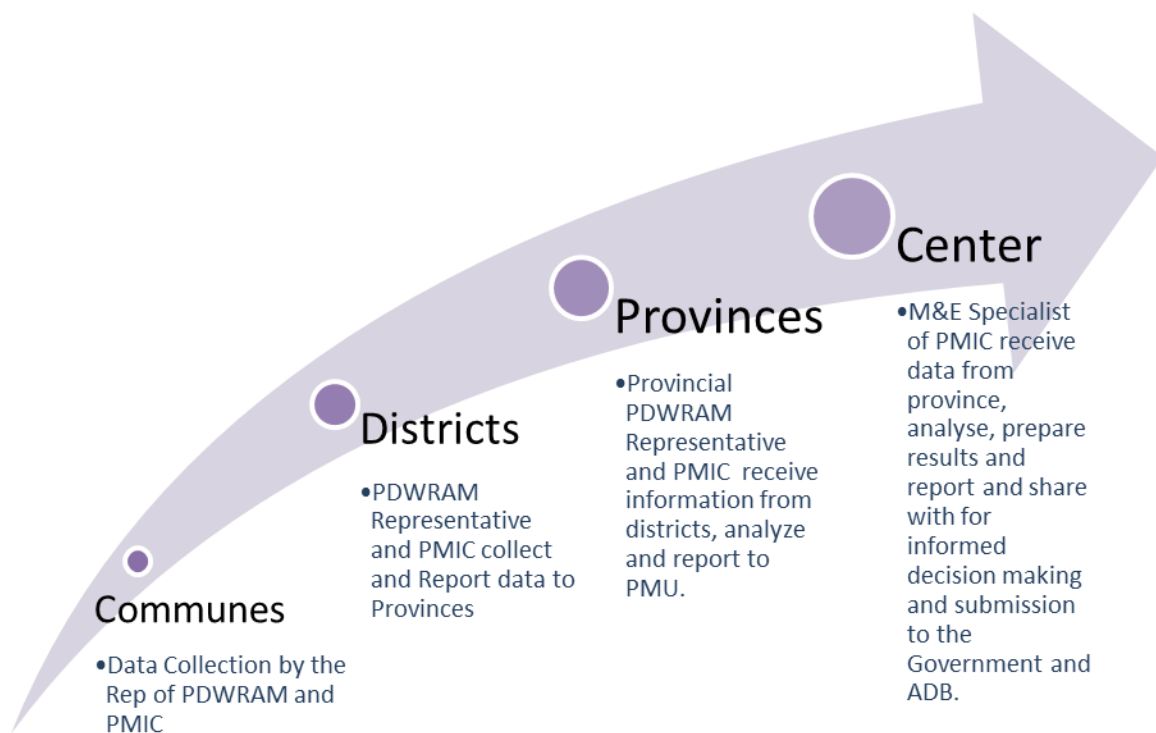 Communes
•Data Collection by the
Rep of PDWRAM and
PMIC
Districts
•PDWRAM
Representative
and PMIC collect
and Report data to
Provinces
Provinces
•Provincial
PDWRAM
Representative
and PMIC receive
information from
districts, analyze
and report to
PMU.
Center
•M&E Specialist
of PMIC receive
data from
province,
analyse, prepare
results and
report and share
with for
informed
decision making
and submission
to the
Government and
ADB.